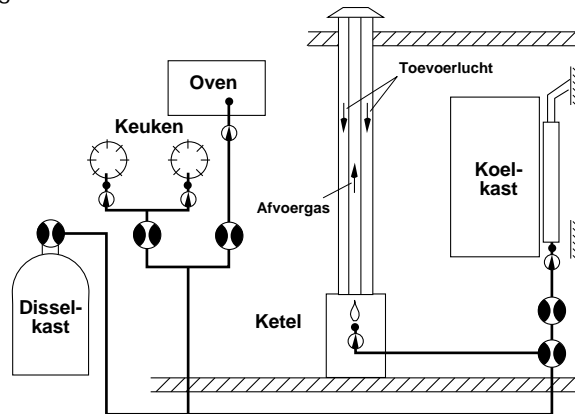 Oven
Keuken
Toevoerlucht
Koel-
kast
Afvoergas
Dissel-
kast
Ketel